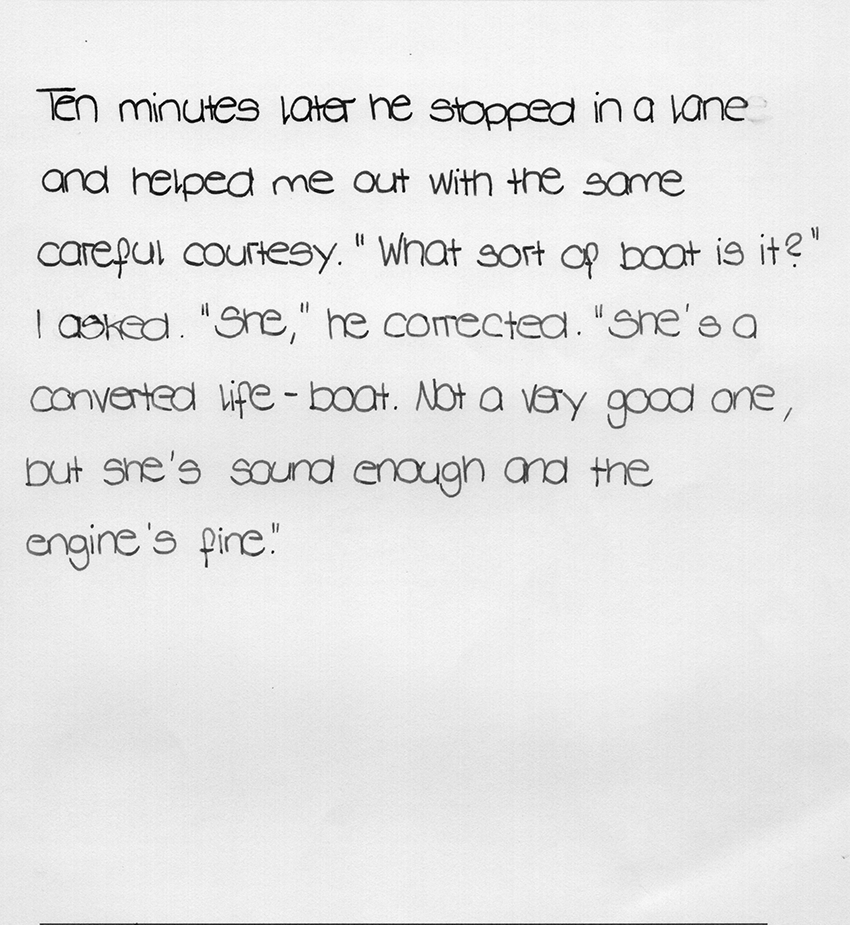 Ten minutes later he stopped in a lane
and helped me out with the same
careful courtesy. "What sort of boat is it?"
I asked. "She," he corrected. "She's a
converted life-boat. Not a very good one,
but she's sound enough and the
engine's fine."